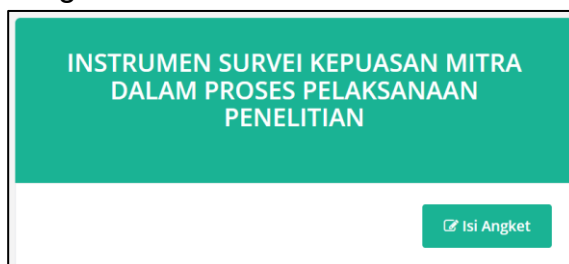 INSTRUMEN SURVEI KEPUASAN MITRA
DALAM PROSES PELAKSANAAN
PENELITIAN
Isi Angket